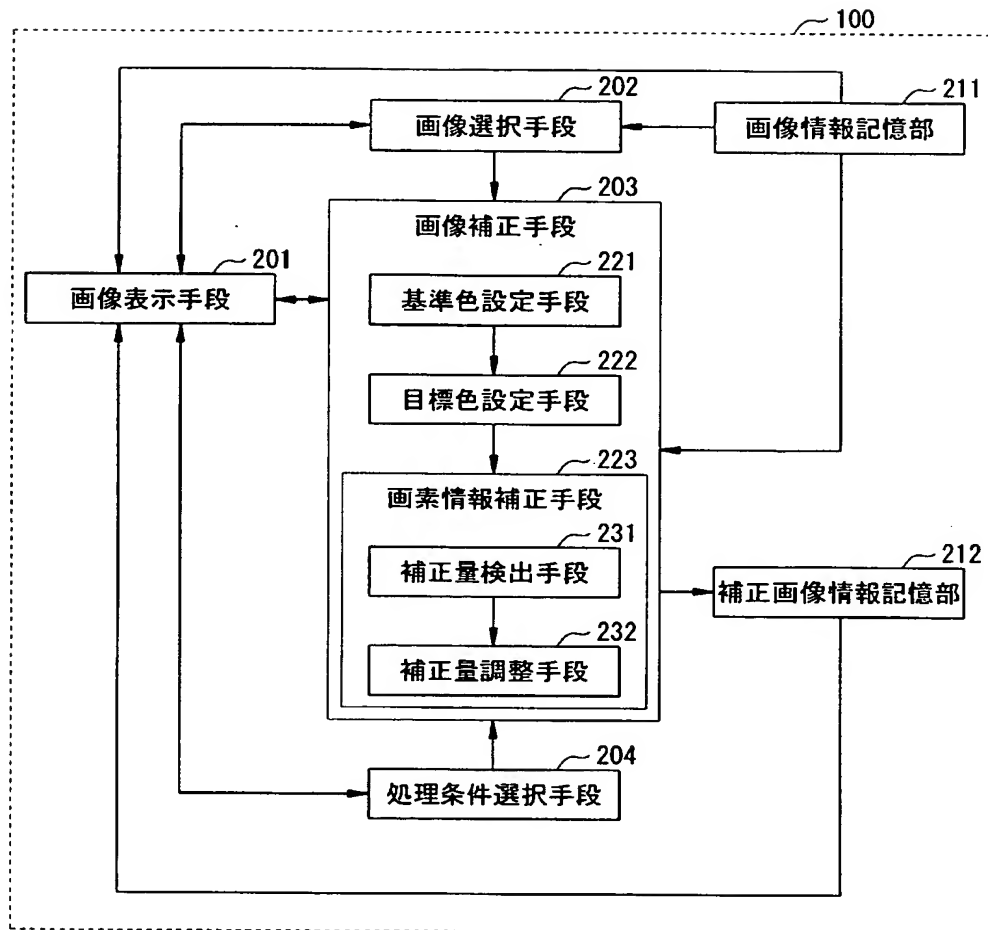 100
202
画像選択手段
211
画像情報記憶部
203
画像補正手段
201
画像表示手段
221
基準色設定手段
222
目標色設定手段
223
画素情報補正手段
231
補正量検出手段
232
補正量調整手段
212
補正画像情報記憶部
204
処理条件選択手段